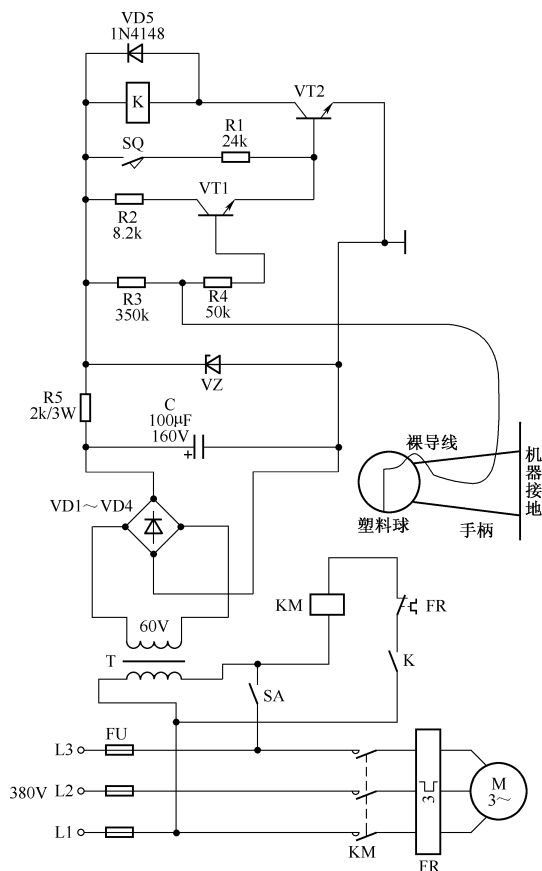 VD5
1N4148
K
VT2
SQ
R1
24k
VT1
R2
8.2k
R3
350k
R4
50k
VZ
R5
2k/3W
C
100μF
160V
+
裸导线
机器接地
塑料球
手柄
VD1～VD4
60V
T
KM
FR
K
SA
FU
L3
380V
L2
L1
KM
3
FR
M
3～